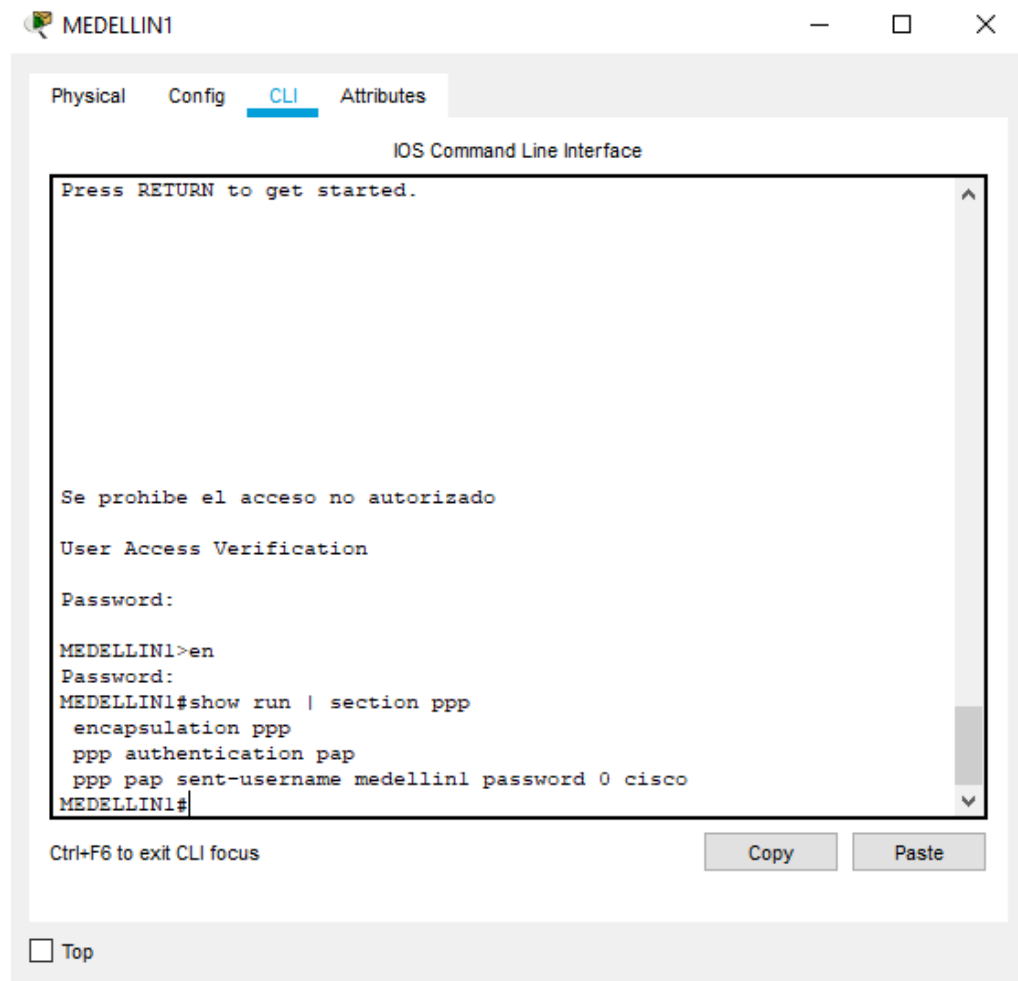 MEDELLIN1
Physical Config CLI Attributes
IOS Command Line Interface
Press RETURN to get started.
Se prohibe el acceso no autorizado
User Access Verification
Password:
MEDELLIN1>en
Password:
MEDELLIN1#show run | section ppp
encapsulation ppp
ppp authentication pap
ppp pap sent-username medellin1 password 0 cisco
MEDELLIN1#
Ctrl+F6 to exit CLI focus
Copy Paste
Top